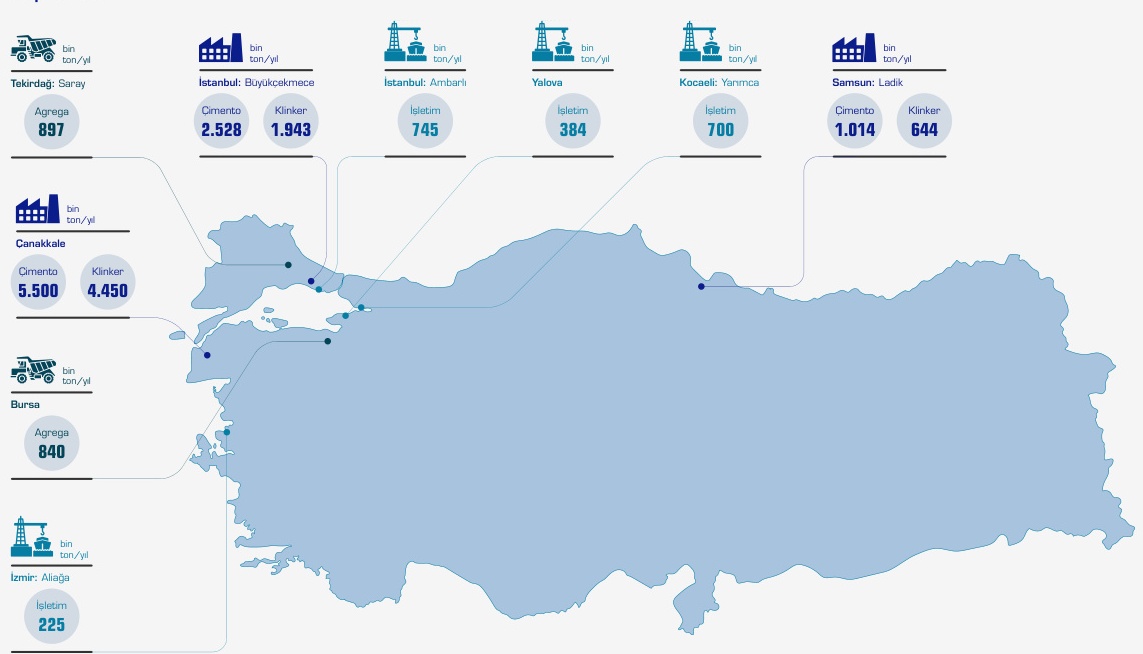 bin
ton/yıl
Tekirdağ: Saray
Agrega
897
bin
ton/yıl
İstanbul: Büyükçekmece
Çimento
2.528
Klinker
1.943
bin
ton/yıl
İstanbul: Ambarlı
İşletim
745
bin
ton/yıl
Yalova
İşletim
384
bin
ton/yıl
Kocaeli: Yarımca
İşletim
700
bin
ton/yıl
Samsun: Ladik
Çimento
1.014
Klinker
644
bin
ton/yıl
Çanakkale
Çimento
5.500
Klinker
4.450
bin
ton/yıl
Bursa
Agrega
840
bin
ton/yıl
İzmir: Aliağa
İşletim
225